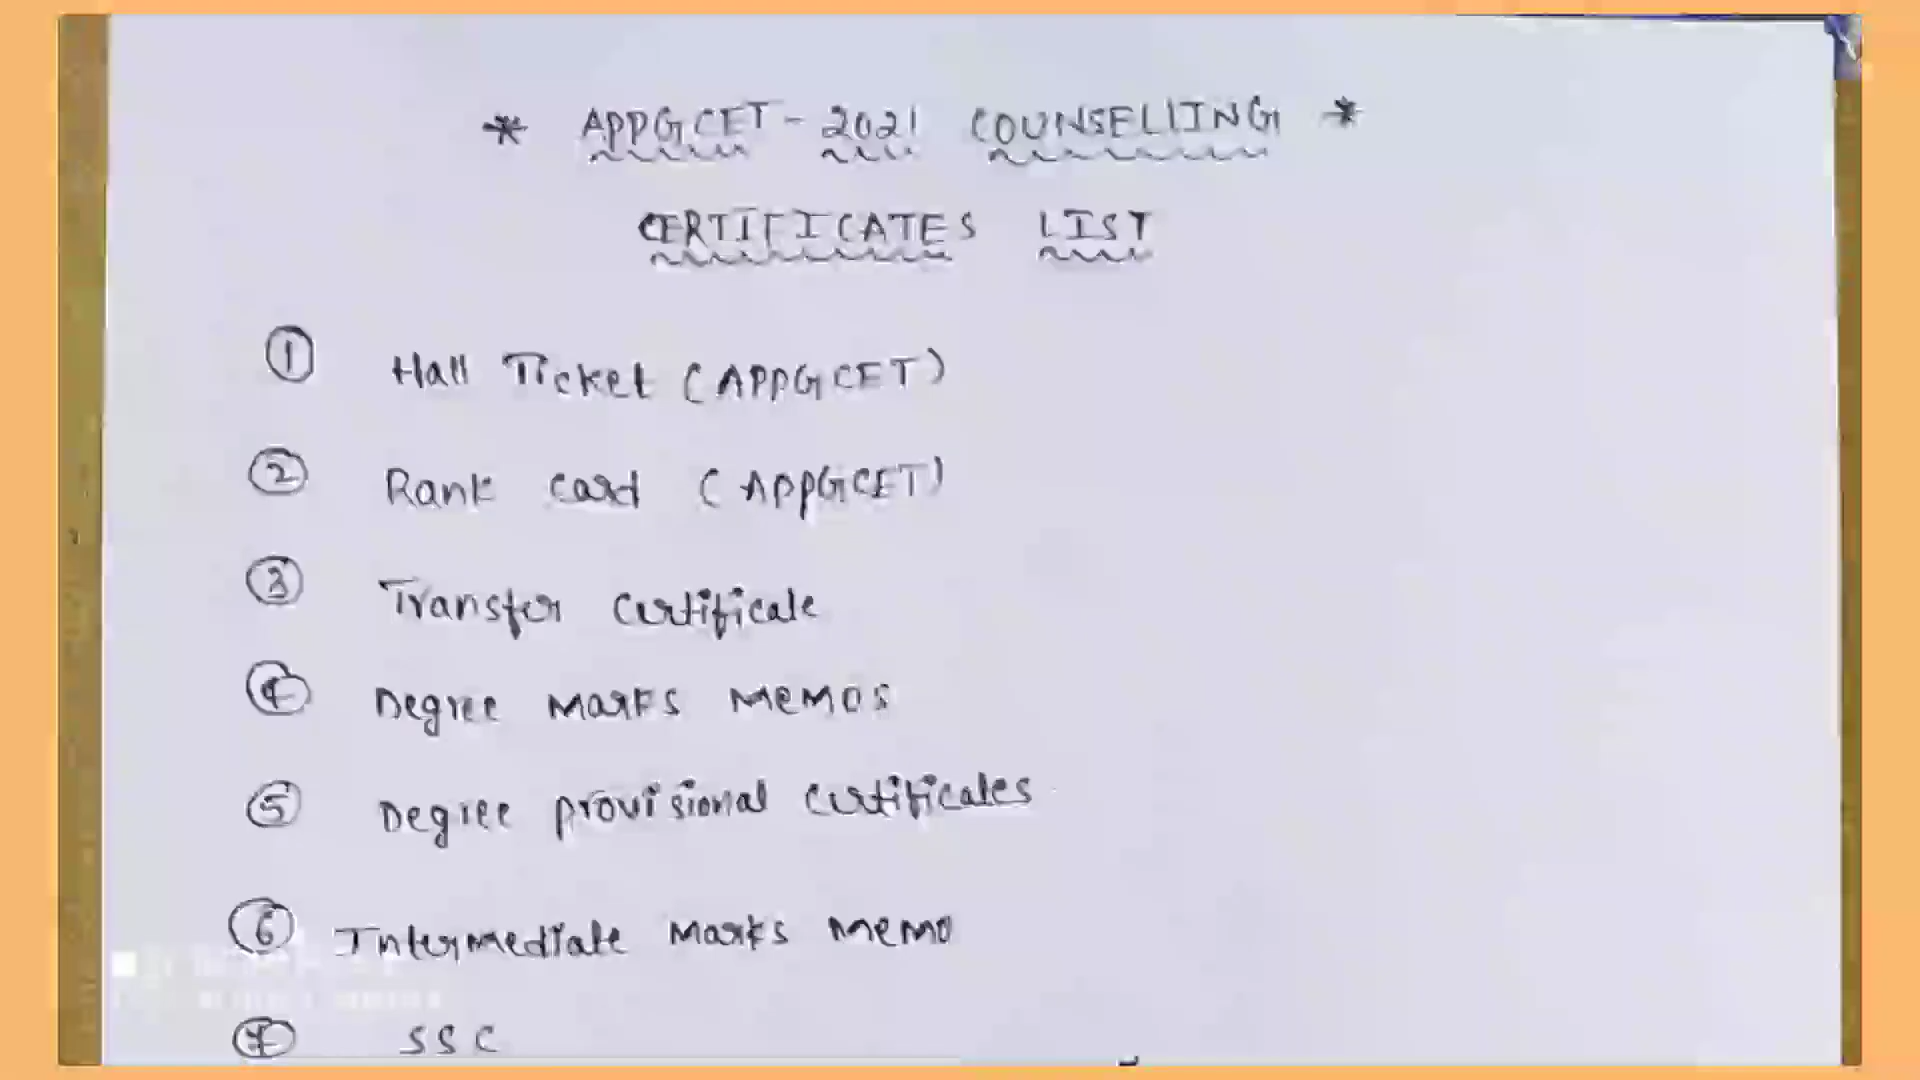 * APPGCET - 2021 COUNSELLING *
CERTIFICATES LIST
① Hall Ticket (APPGCET)
② Rank card (APPGCET)
③ Transfer certificate
④ Degree Marks Memos
⑤ Degree provisional certificates
⑥ Intermediate Marks Memo
⑦ SSC